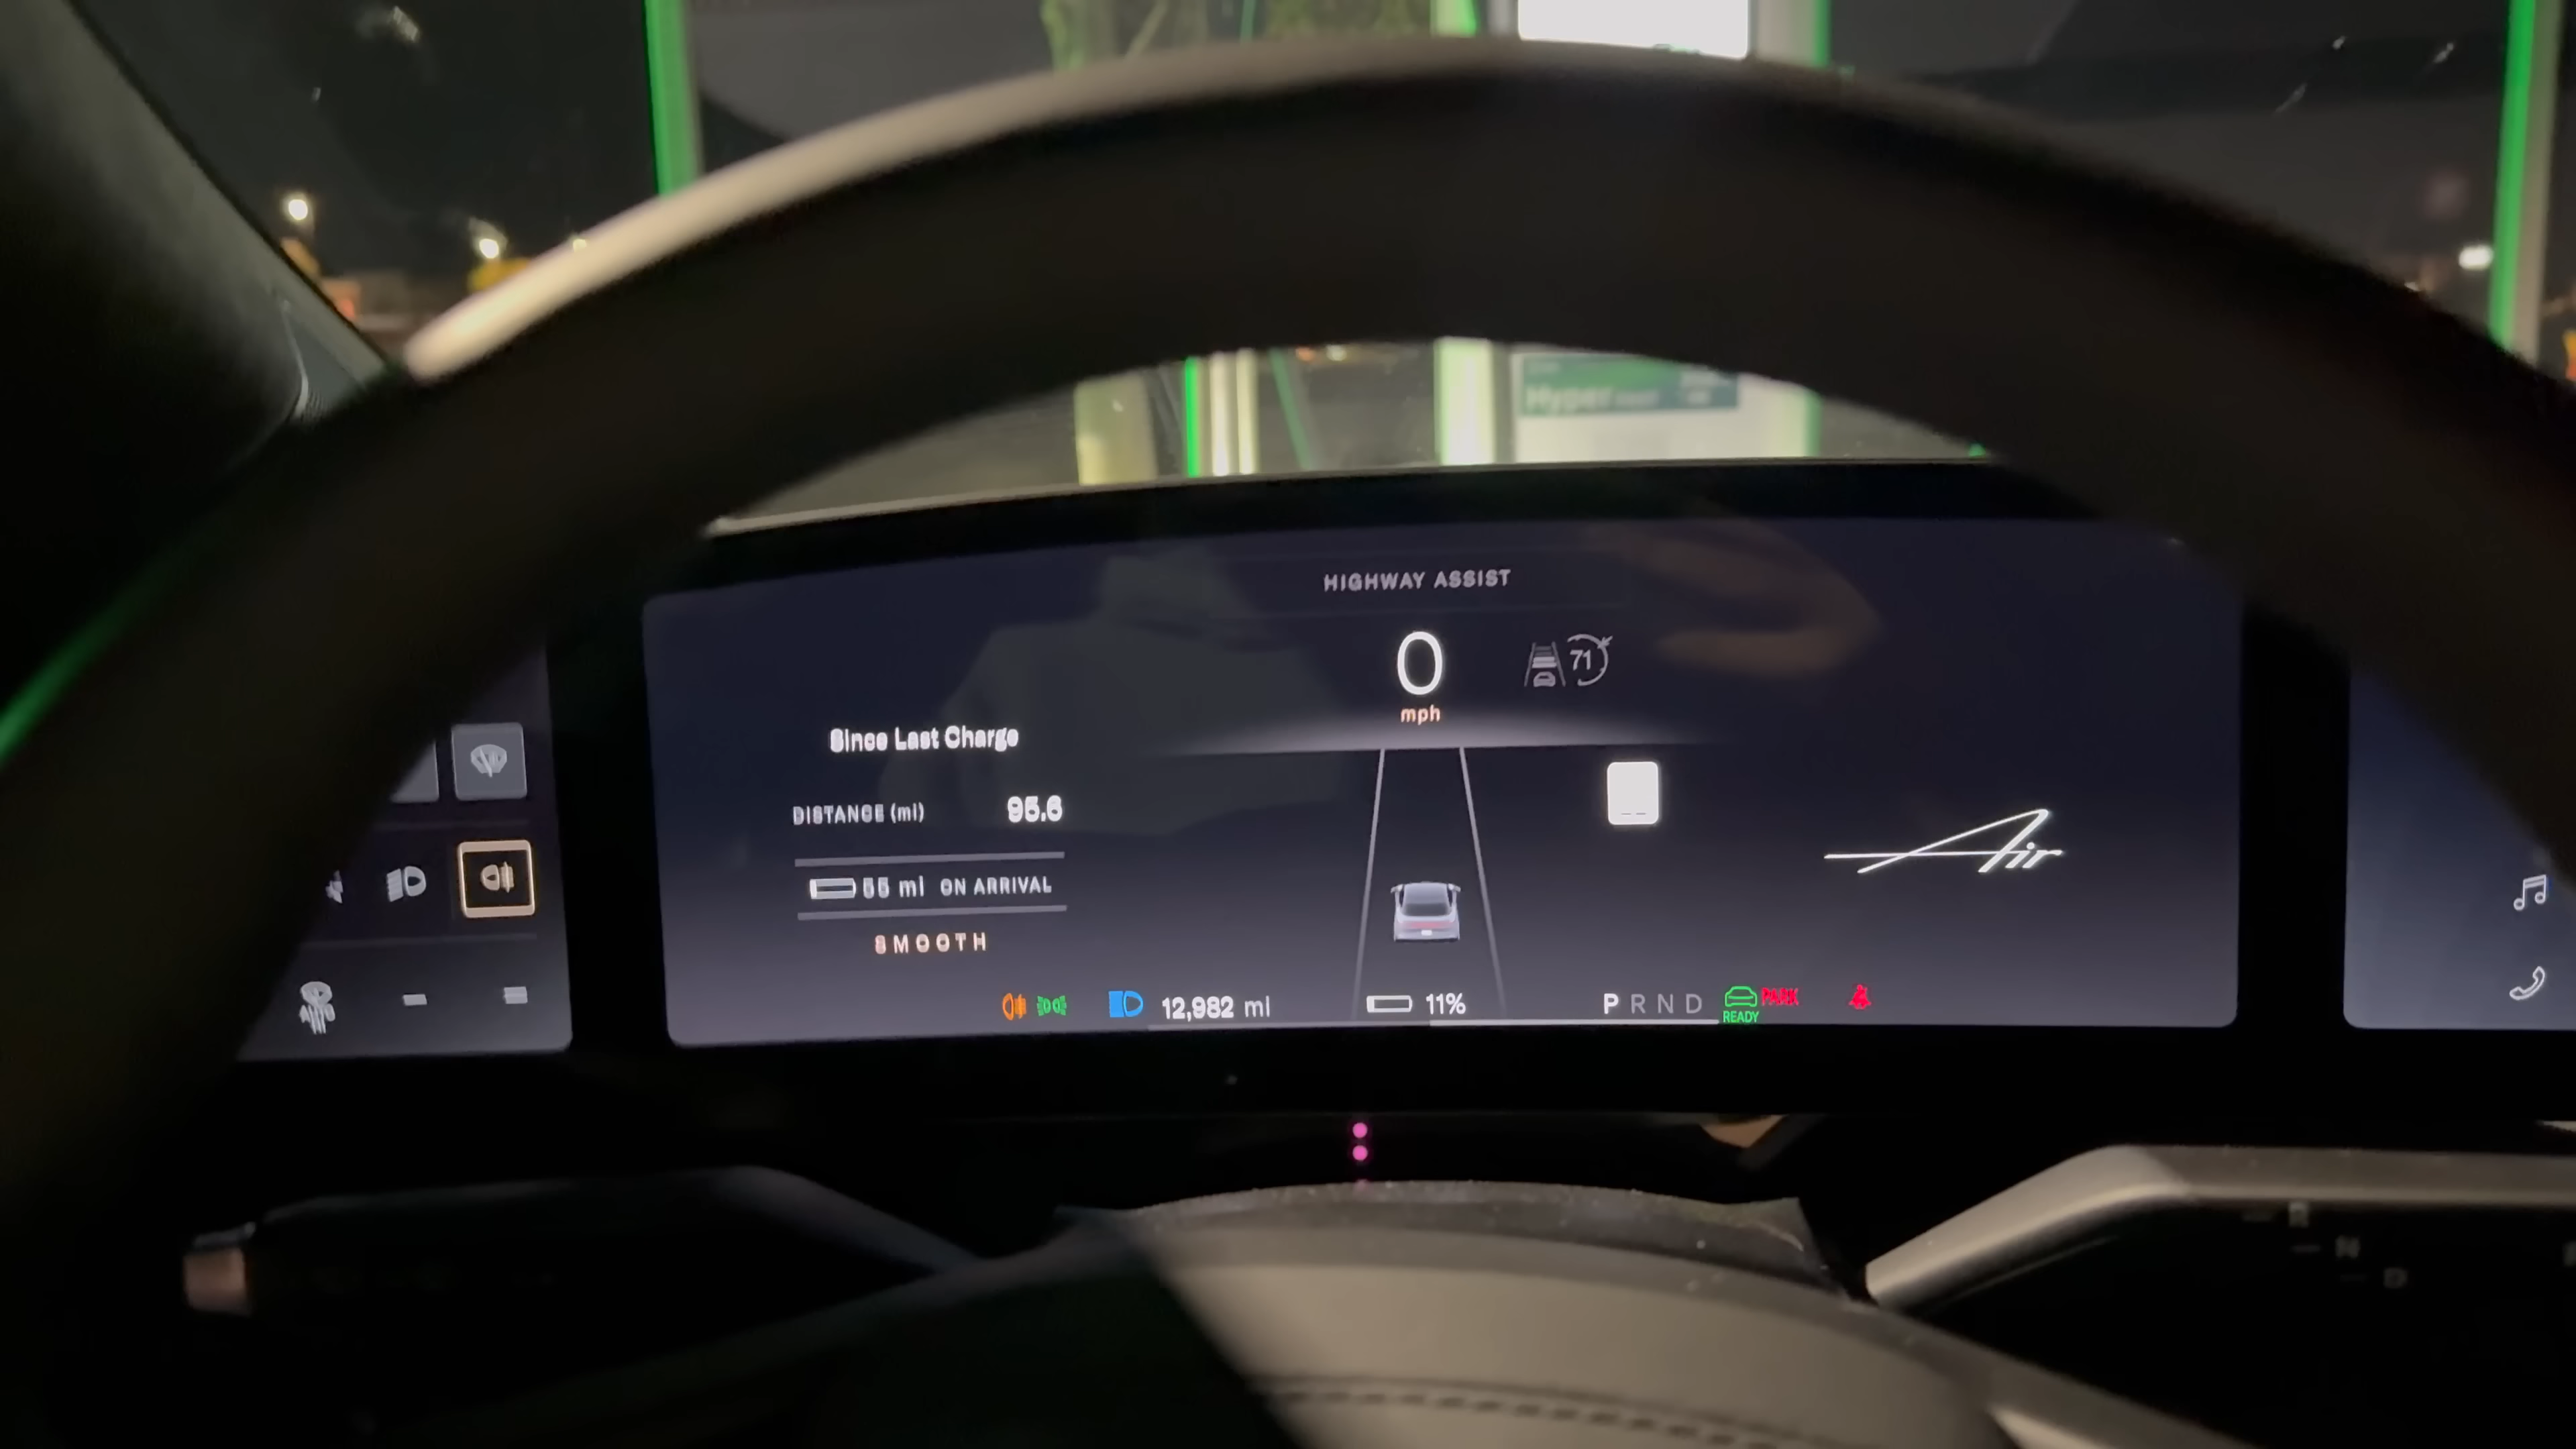 Hyper
HIGHWAY ASSIST
0
mph
71
Since Last Charge
DISTANCE (mi) 95.6
55 mi ON ARRIVAL
SMOOTH
Air
12,982 mi
11%
P R N D
READY
PARK
R
N
D